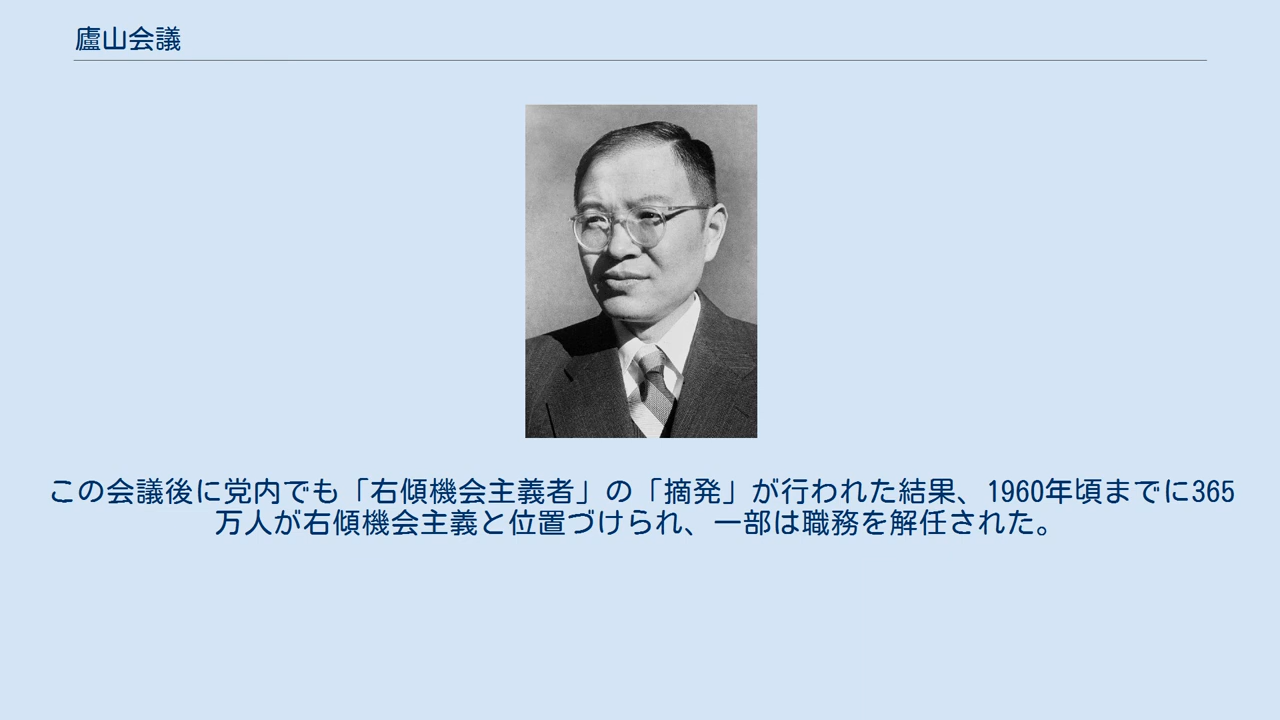 廬山会議
この会議後に党内でも「右傾機会主義者」の「摘発」が行われた結果、1960年頃までに365
万人が右傾機会主義と位置づけられ、一部は職務を解任された。